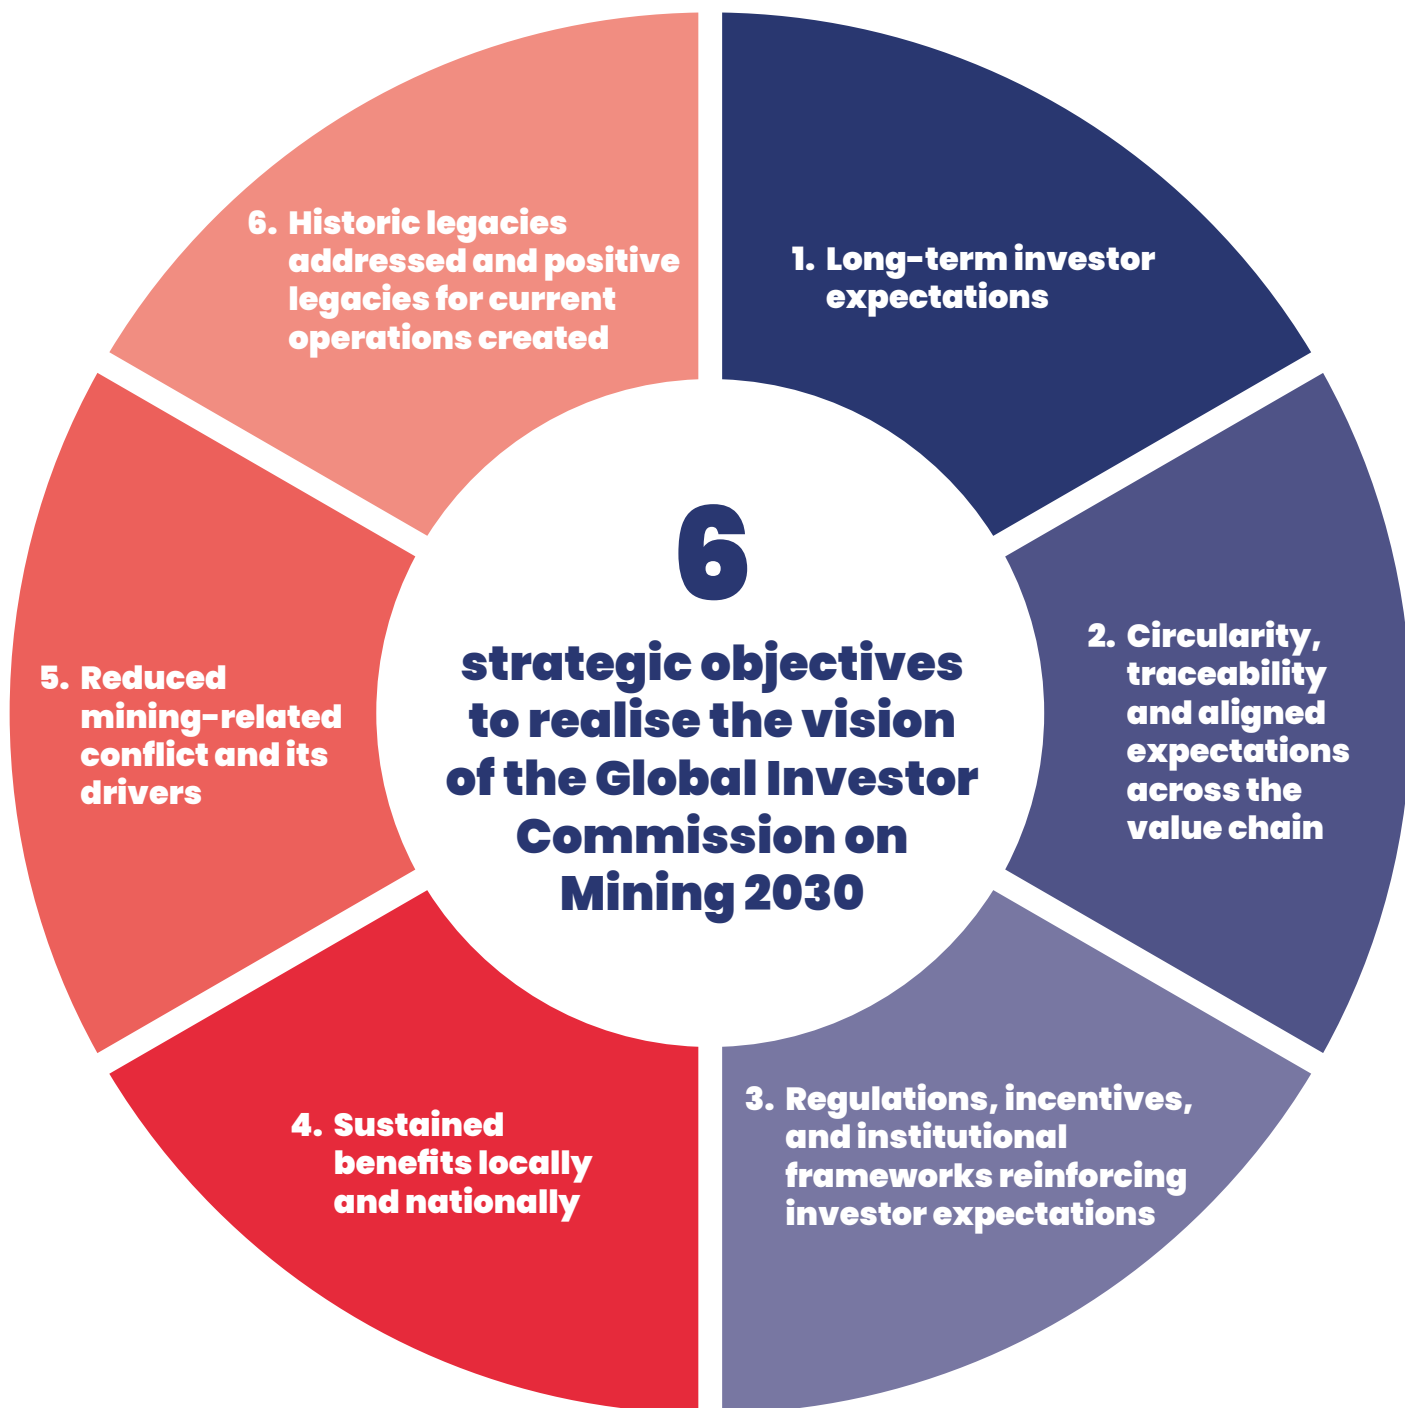 6
strategic objectives
to realise the vision
of the Global Investor
Commission on
Mining 2030
1. Long-term investor
expectations
2. Circularity,
traceability
and aligned
expectations
across the
value chain
3. Regulations, incentives,
and institutional
frameworks reinforcing
investor expectations
4. Sustained
benefits locally
and nationally
5. Reduced
mining-related
conflict and its
drivers
6. Historic legacies
addressed and positive
legacies for current
operations created